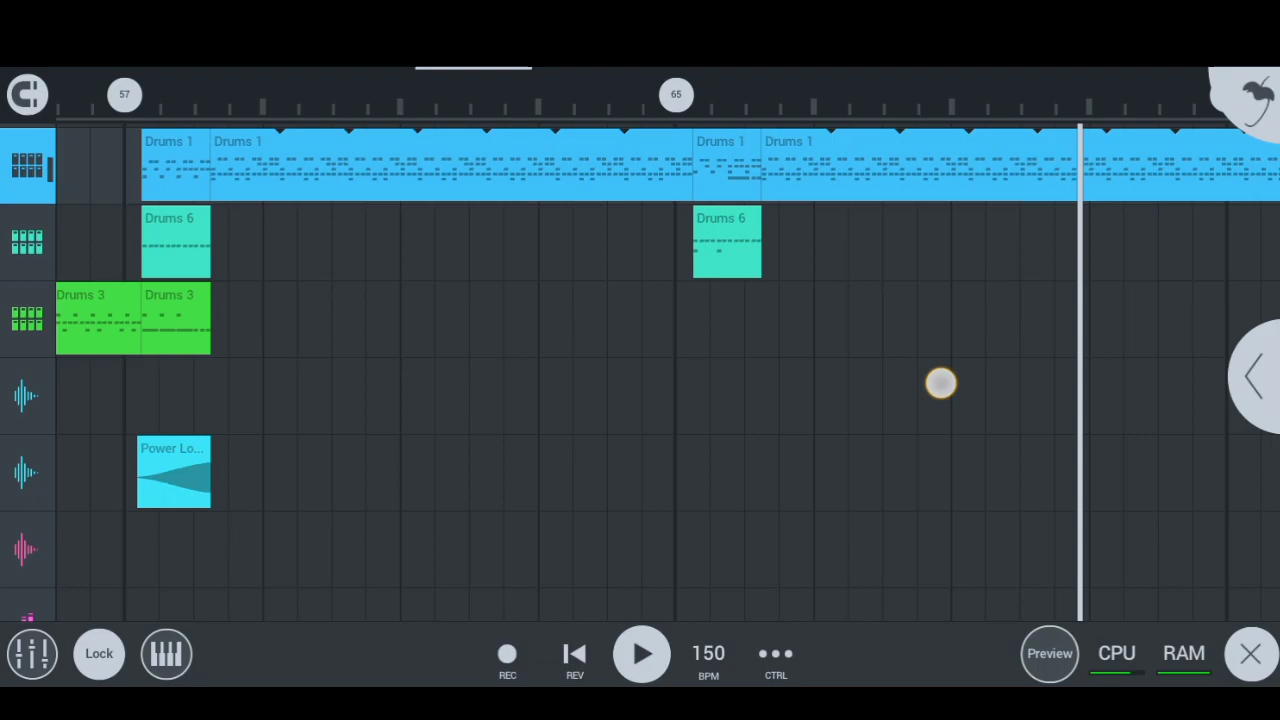 57
65
Drums 1
Drums 1
Drums 1
Drums 1
Drums 6
Drums 6
Drums 3
Drums 3
Power Lo...
Lock
REC
REV
150
BPM
CTRL
Preview
CPU
RAM